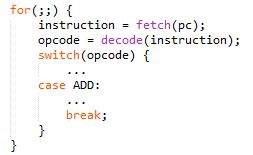 for(;;) {
    instruction = fetch(pc);
    opcode = decode(instruction);
    switch(opcode) {
        ...
    case ADD:
        ...
        break;
    }
}